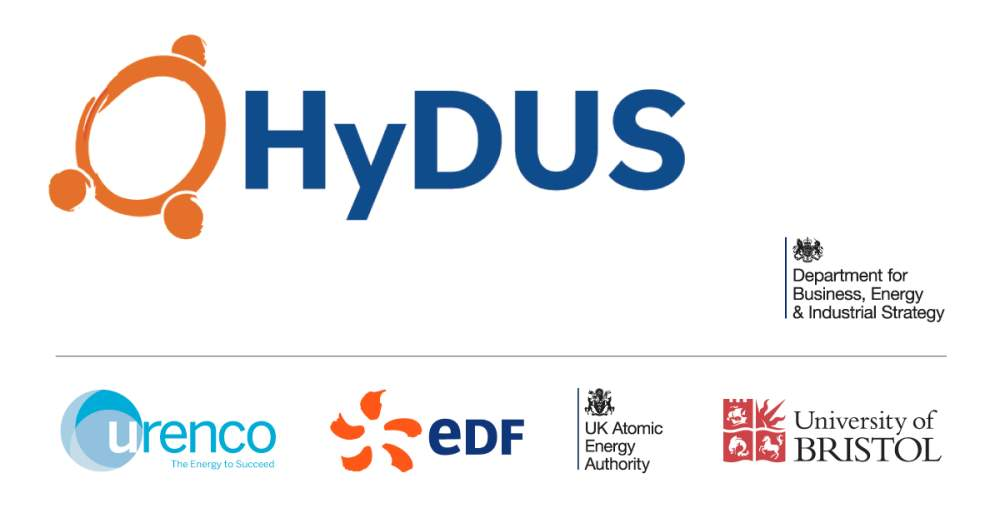 HyDUS
Department for
Business, Energy
& Industrial Strategy
urenco
The Energy to Succeed
eDF
UK Atomic
Energy
Authority
University of
BRISTOL